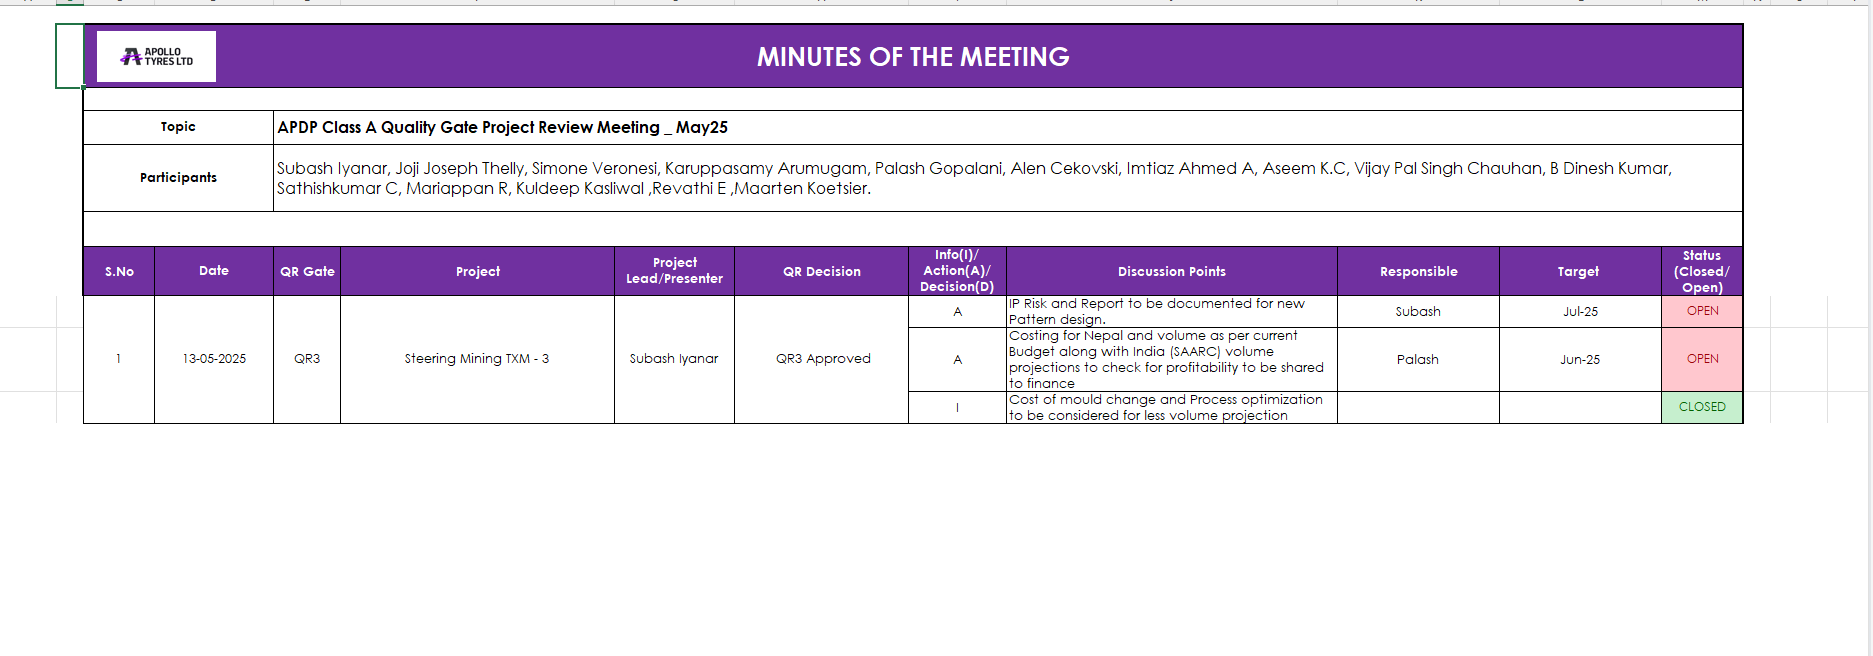 APOLLO
TYRES LTD
MINUTES OF THE MEETING
Topic
APDP Class A Quality Gate Project Review Meeting _ May25
Participants
Subash Iyanar, Joji Joseph Thelly, Simone Veronesi, Karuppasamy Arumugam, Palash Gopalani, Alen Cekovski, Imtiaz Ahmed A, Aseem K.C, Vijay Pal Singh Chauhan, B Dinesh Kumar,
Sathishkumar C, Mariappan R, Kuldeep Kasliwal ,Revathi E ,Maarten Koetsier.
S.No
Date
QR Gate
Project
Project
Lead/Presenter
QR Decision
Info(I)/
Action(A)/
Decision(D)
Discussion Points
Responsible
Target
Status
(Closed/
Open)
1
13-05-2025
QR3
Steering Mining TXM - 3
Subash Iyanar
QR3 Approved
A
IP Risk and Report to be documented for new
Pattern design.
Subash
Jul-25
OPEN
A
Costing for Nepal and volume as per current
Budget along with India (SAARC) volume
projections to check for profitability to be shared
to finance
Palash
Jun-25
OPEN
I
Cost of mould change and Process optimization
to be considered for less volume projection
CLOSED